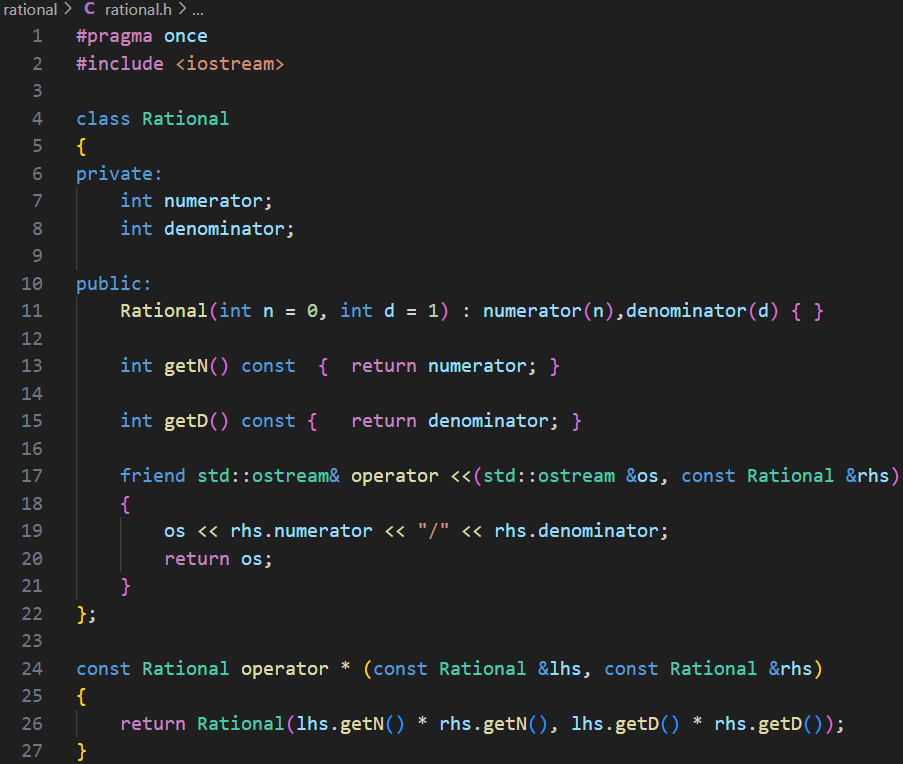 rational > C rational.h > ...
1 #pragma once
2 #include <iostream>
3
4 class Rational
5 {
6 private:
7     int numerator;
8     int denominator;
9
10 public:
11     Rational(int n = 0, int d = 1) : numerator(n),denominator(d) { }
12
13     int getN() const  {  return numerator; }
14
15     int getD() const {   return denominator; }
16
17     friend std::ostream& operator <<(std::ostream &os, const Rational &rhs)
18     {
19         os << rhs.numerator << "/" << rhs.denominator;
20         return os;
21     }
22 };
23
24 const Rational operator * (const Rational &lhs, const Rational &rhs)
25 {
26     return Rational(lhs.getN() * rhs.getN(), lhs.getD() * rhs.getD());
27 }